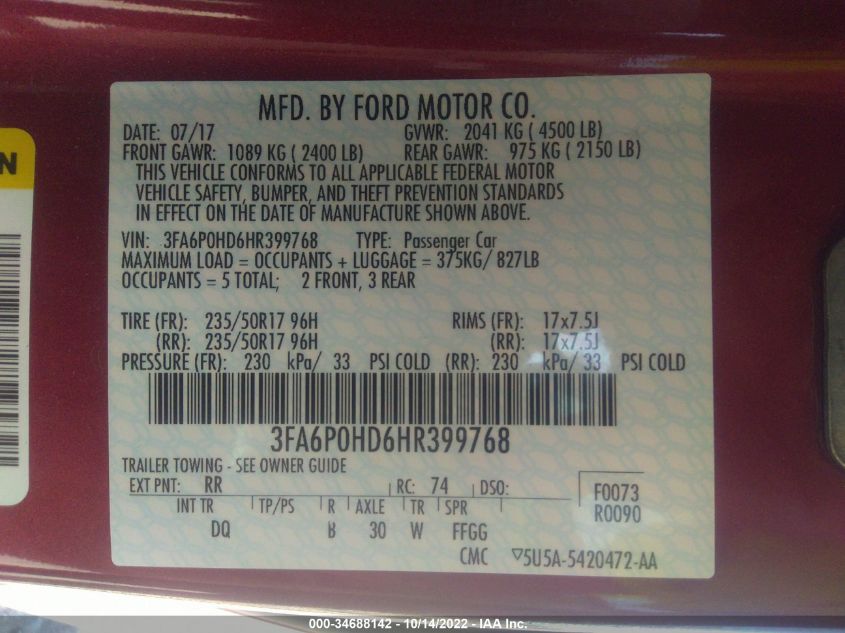 MFD. BY FORD MOTOR CO.
DATE: 07/17 GVWR: 2041 KG ( 4500 LB)
FRONT GAWR: 1089 KG ( 2400 LB) REAR GAWR: 975 KG ( 2150 LB)
THIS VEHICLE CONFORMS TO ALL APPLICABLE FEDERAL MOTOR
VEHICLE SAFETY, BUMPER, AND THEFT PREVENTION STANDARDS
IN EFFECT ON THE DATE OF MANUFACTURE SHOWN ABOVE.
VIN: 3FA6P0HD6HR399768 TYPE: Passenger Car
MAXIMUM LOAD = OCCUPANTS + LUGGAGE = 375KG/ 827LB
OCCUPANTS = 5 TOTAL; 2 FRONT, 3 REAR
TIRE (FR): 235/50R17 96H RIMS (FR): 17x7.5J
(RR): 235/50R17 96H (RR): 17x7.5J
PRESSURE (FR): 230 kPa/ 33 PSI COLD (RR): 230 kPa/ 33 PSI COLD
3FA6P0HD6HR399768
TRAILER TOWING - SEE OWNER GUIDE
EXT PNT: RR RC: 74 DSO: F0073
INT TR TP/PS R AXLE TR SPR R0090
DQ B 30 W FFGG
CMC ▽5U5A-5420472-AA
N
000-34688142 - 10/14/2022 - IAA Inc.